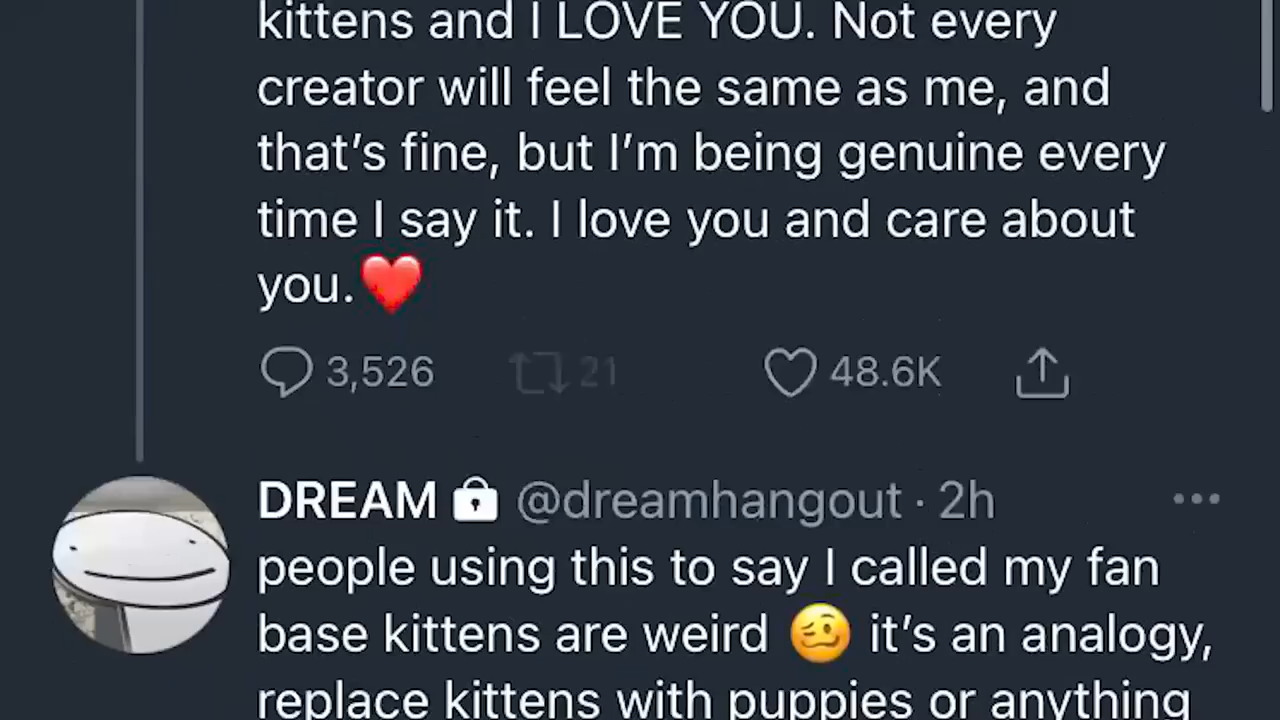 kittens and I LOVE YOU. Not every
creator will feel the same as me, and
that’s fine, but I’m being genuine every
time I say it. I love you and care about
you.❤️
3,526 21 48.6K
DREAM @dreamhangout · 2h
people using this to say I called my fan
base kittens are weird 🥴 it’s an analogy,
replace kittens with puppies or anything